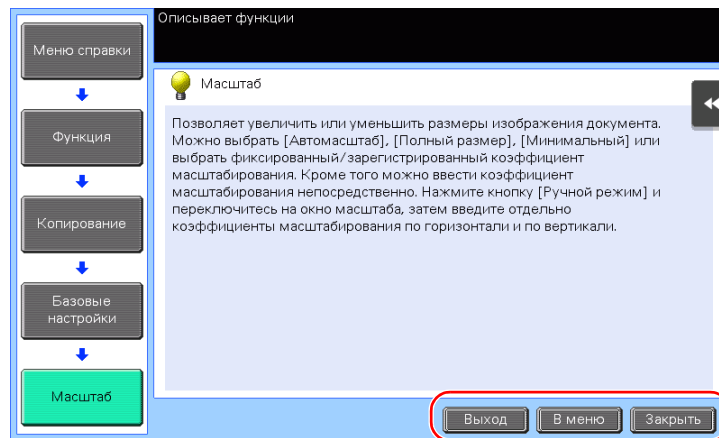 Описывает функции
Меню справки
Функция
Копирование
Базовые
настройки
Масштаб
Масштаб
Позволяет увеличить или уменьшить размеры изображения документа.
Можно выбрать [Автомасштаб], [Полный размер], [Минимальный] или
выбрать фиксированный/зарегистрированный коэффициент
масштабирования. Кроме того можно ввести коэффициент
масштабирования непосредственно. Нажмите кнопку [Ручной режим] и
переключитесь на окно масштаба, затем введите отдельно
коэффициенты масштабирования по горизонтали и по вертикали.
Выход
В меню
Закрыть